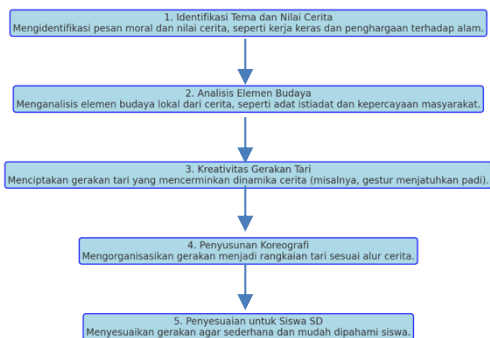 1. Identifikasi Tema dan Nilai Cerita
Mengidentifikasi pesan moral dan nilai cerita, seperti kerja keras dan penghargaan terhadap alam.
2. Analisis Elemen Budaya
Menganalisis elemen budaya lokal dari cerita, seperti adat istiadat dan kepercayaan masyarakat.
3. Kreativitas Gerakan Tari
Menciptakan gerakan tari yang mencerminkan dinamika cerita (misalnya, gestur menjatuhkan padi).
4. Penyusunan Koreografi
Mengorganisasikan gerakan menjadi rangkaian tari sesuai alur cerita.
5. Penyesuaian untuk Siswa SD
Menyesuaikan gerakan agar sederhana dan mudah dipahami siswa.